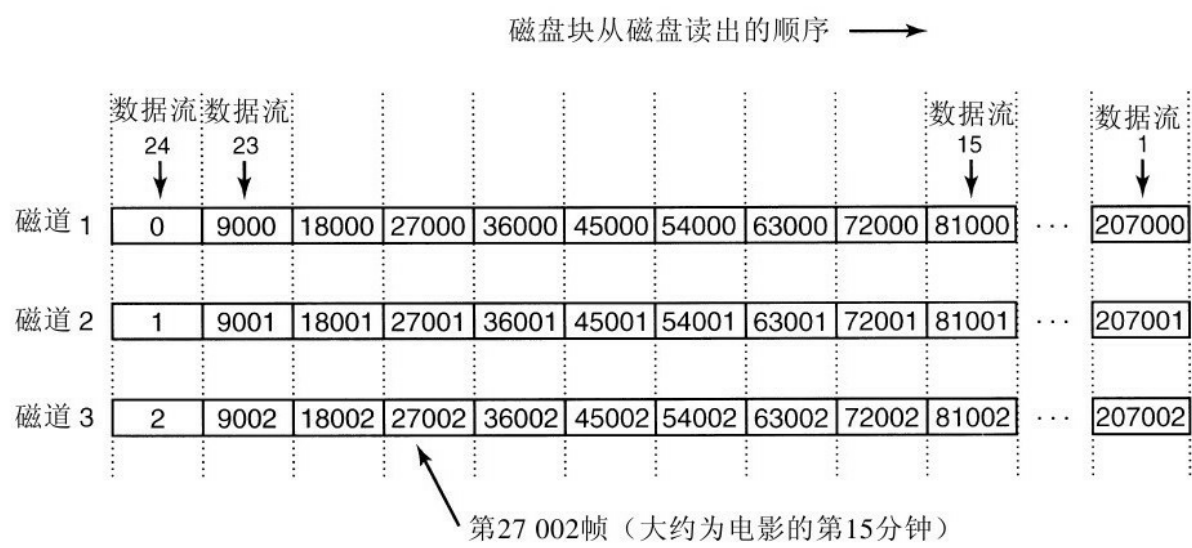 磁盘块从磁盘读出的顺序
数据流 24
数据流 23
数据流 15
数据流 1
磁道 1 0 9000 18000 27000 36000 45000 54000 63000 72000 81000 ··· 207000
磁道 2 1 9001 18001 27001 36001 45001 54001 63001 72001 81001 ··· 207001
磁道 3 2 9002 18002 27002 36002 45002 54002 63002 72002 81002 ··· 207002
第27 002帧（大约为电影的第15分钟）